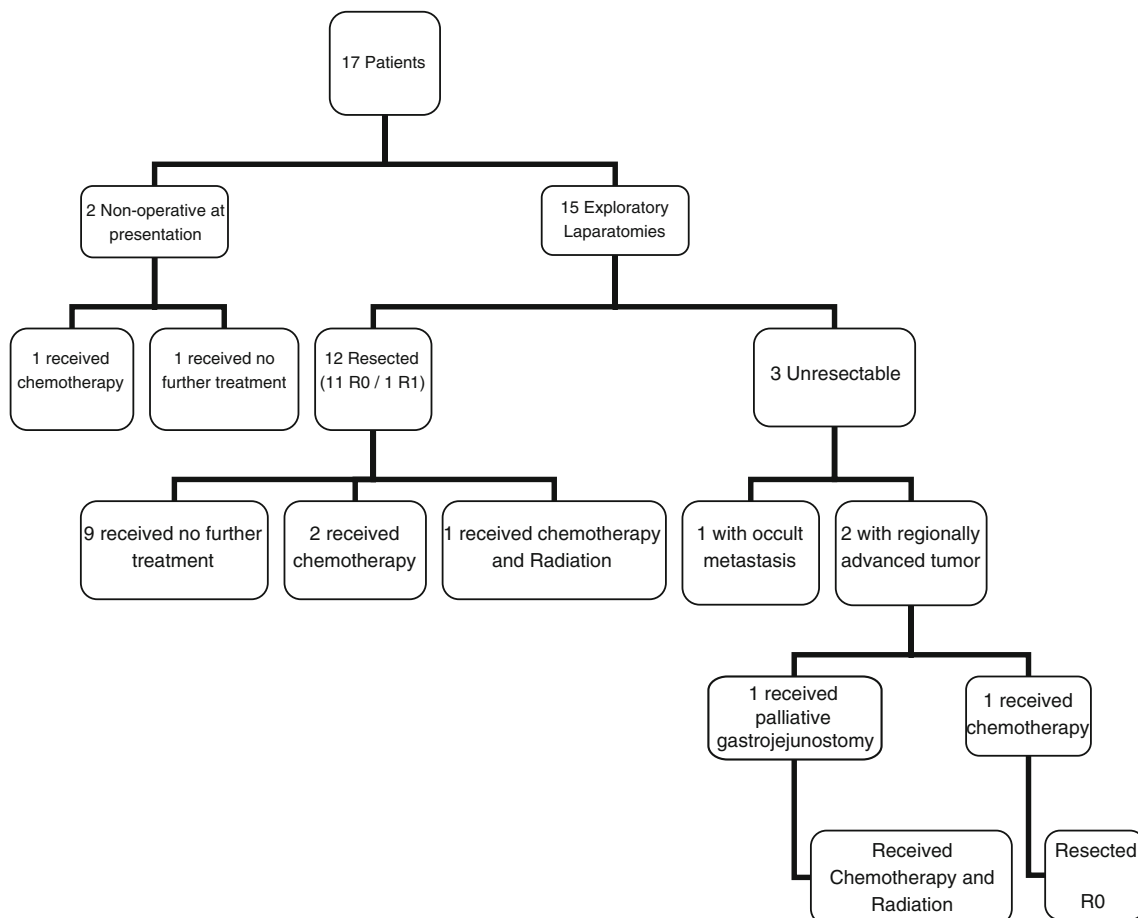 17 Patients
2 Non-operative at
presentation
15 Exploratory
Laparatomies
1 received
chemotherapy
1 received no
further treatment
12 Resected
(11 R0 / 1 R1)
3 Unresectable
9 received no further
treatment
2 received
chemotherapy
1 received chemotherapy
and Radiation
1 with occult
metastasis
2 with regionally
advanced tumor
1 received
palliative
gastrojejunostomy
1 received
chemotherapy
Received
Chemotherapy and
Radiation
Resected
R0